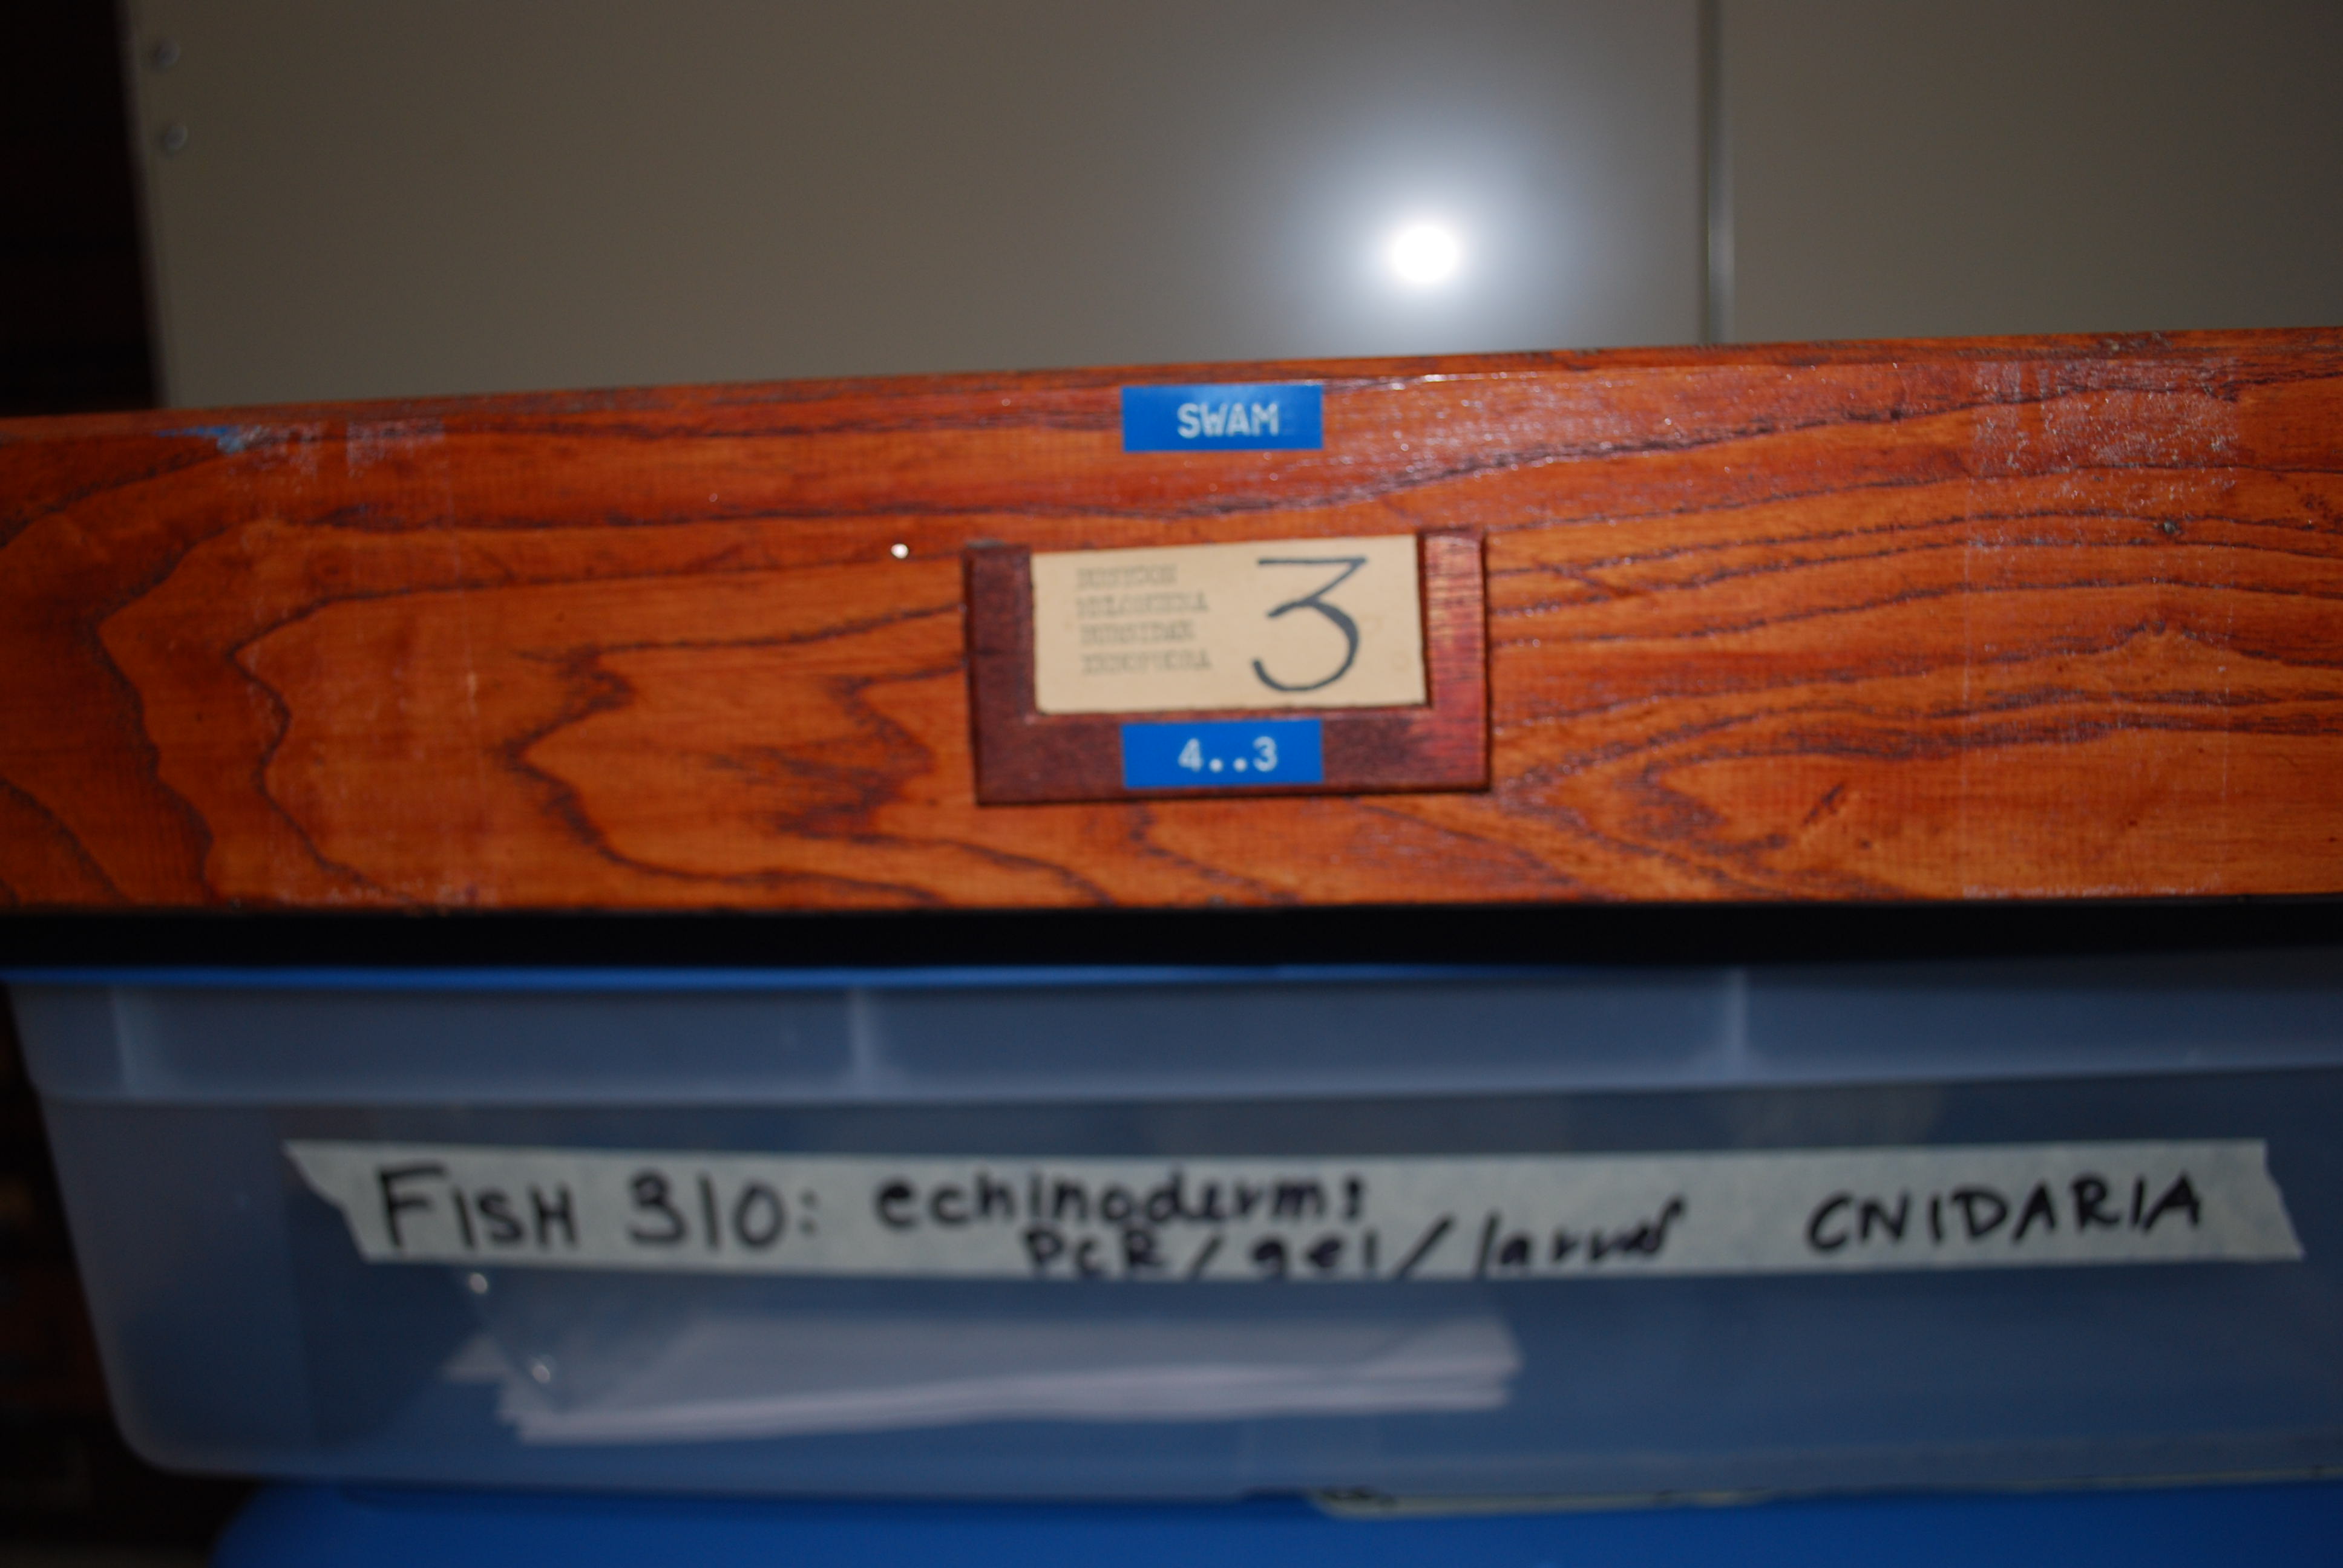 SWAM
3
4..3
FISH 310: echinoderms CNIDARIA
PCR/gel/larvae